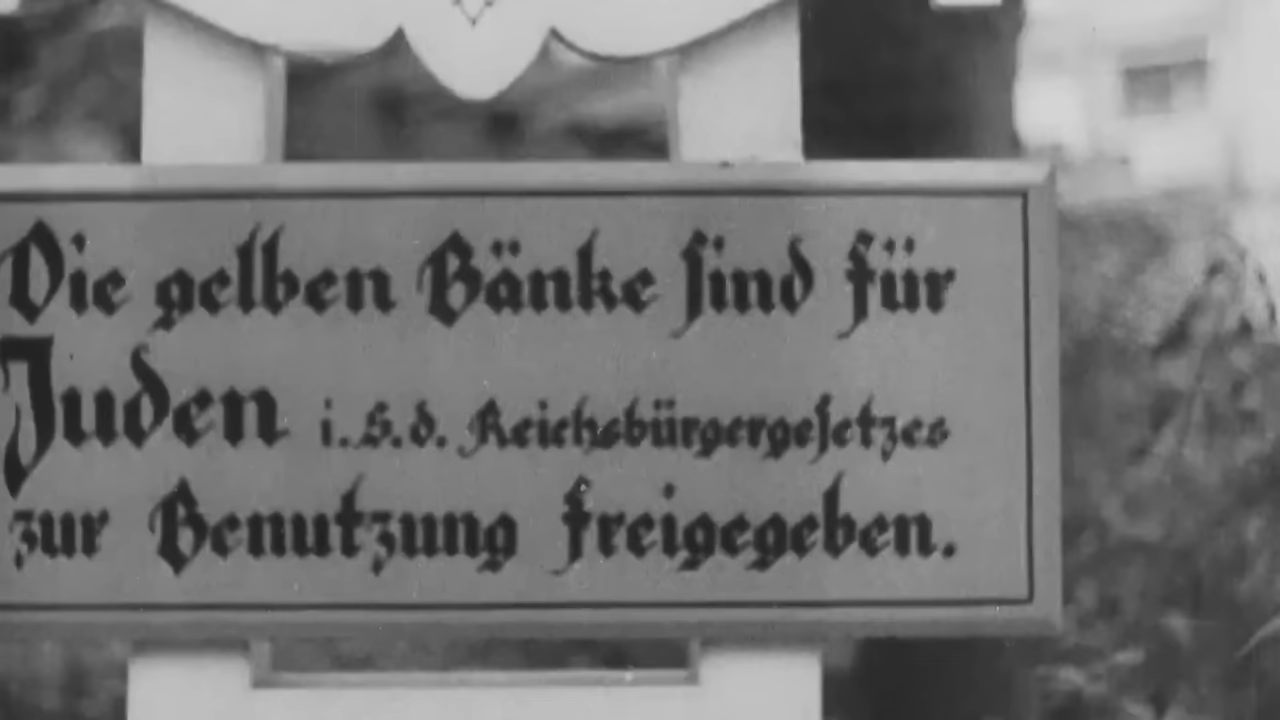 Die gelben Bänke sind für
Juden i.S.d. Reichsbürgergesetzes
zur Benutzung freigegeben.